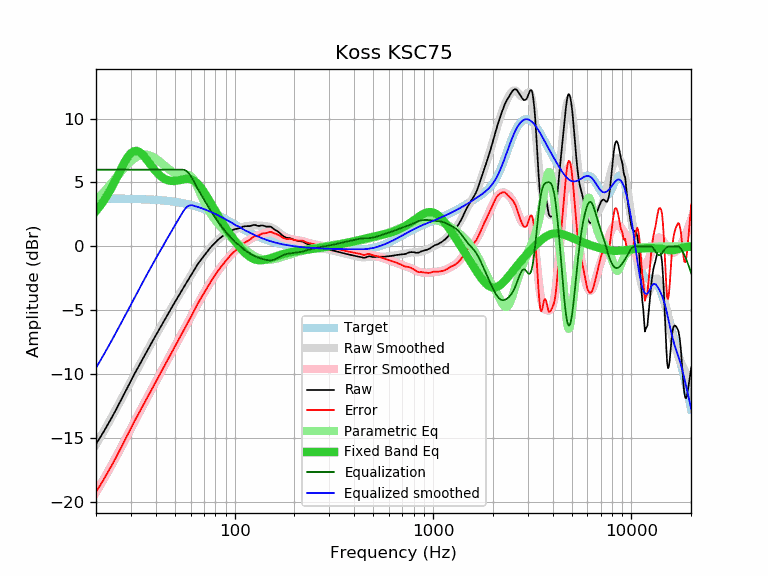 Koss KSC75
Amplitude (dBr)
10
5
0
−5
−10
−15
−20
Target
Raw Smoothed
Error Smoothed
Raw
Error
Parametric Eq
Fixed Band Eq
Equalization
Equalized smoothed
100
1000
10000
Frequency (Hz)